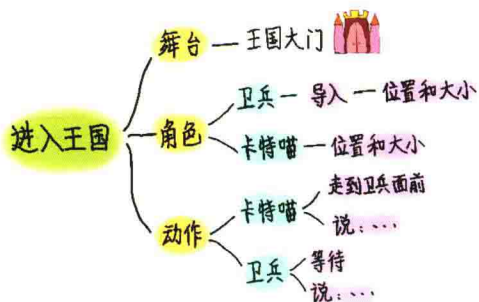 舞台 — 王国大门
进入王国
角色
卫兵 — 导入 — 位置和大小
卡特喵 — 位置和大小
动作
卡特喵
走到卫兵面前
说：…
卫兵
等待
说：…